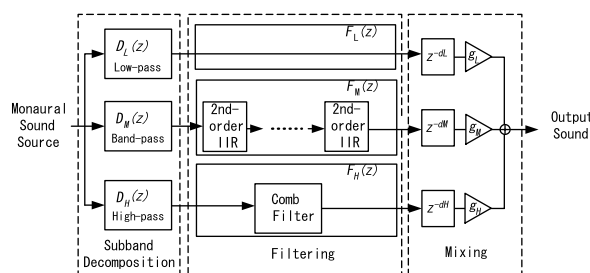 D_L(z)
Low-pass
F_L(z)
z^{-dL}
g_L
Monaural
Sound
Source
D_M(z)
Band-pass
F_M(z)
2nd-
order
IIR
......
2nd-
order
IIR
z^{-dM}
g_M
Output
Sound
D_H(z)
High-pass
F_H(z)
Comb
Filter
z^{-dH}
g_H
Subband
Decomposition
Filtering
Mixing